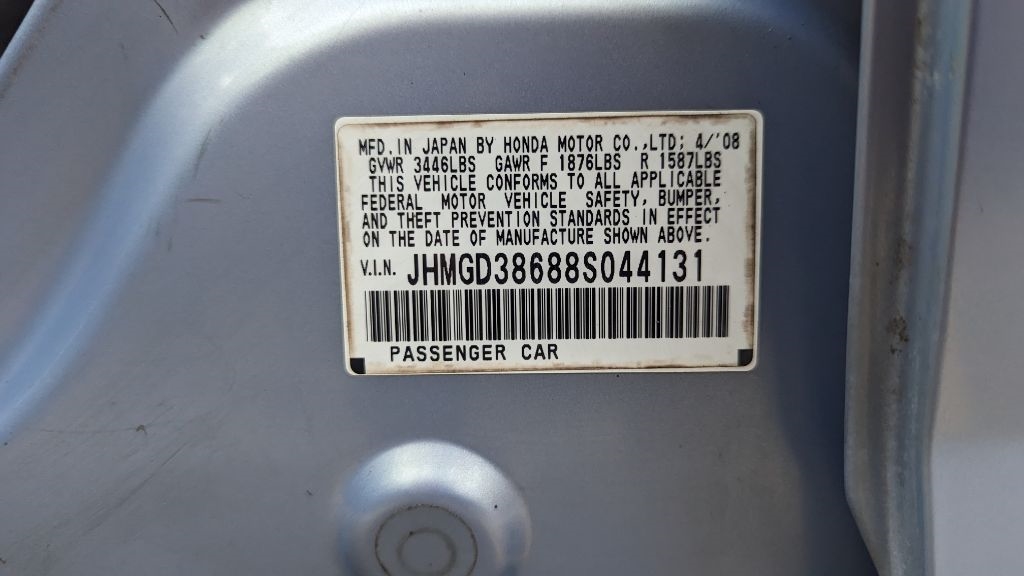 MFD. IN JAPAN BY HONDA MOTOR CO.,LTD; 4/'08
GVWR 3446LBS GAWR F 1876LBS R 1587LBS
THIS VEHICLE CONFORMS TO ALL APPLICABLE
FEDERAL MOTOR VEHICLE SAFETY, BUMPER,
AND THEFT PREVENTION STANDARDS IN EFFECT
ON THE DATE OF MANUFACTURE SHOWN ABOVE.
V.I.N. JHMGD38688S044131
PASSENGER CAR